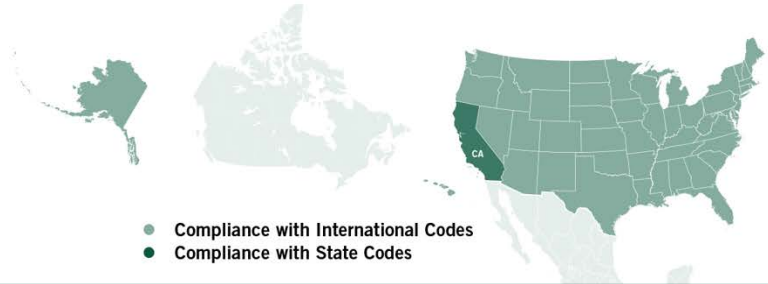 CA
Compliance with International Codes
Compliance with State Codes